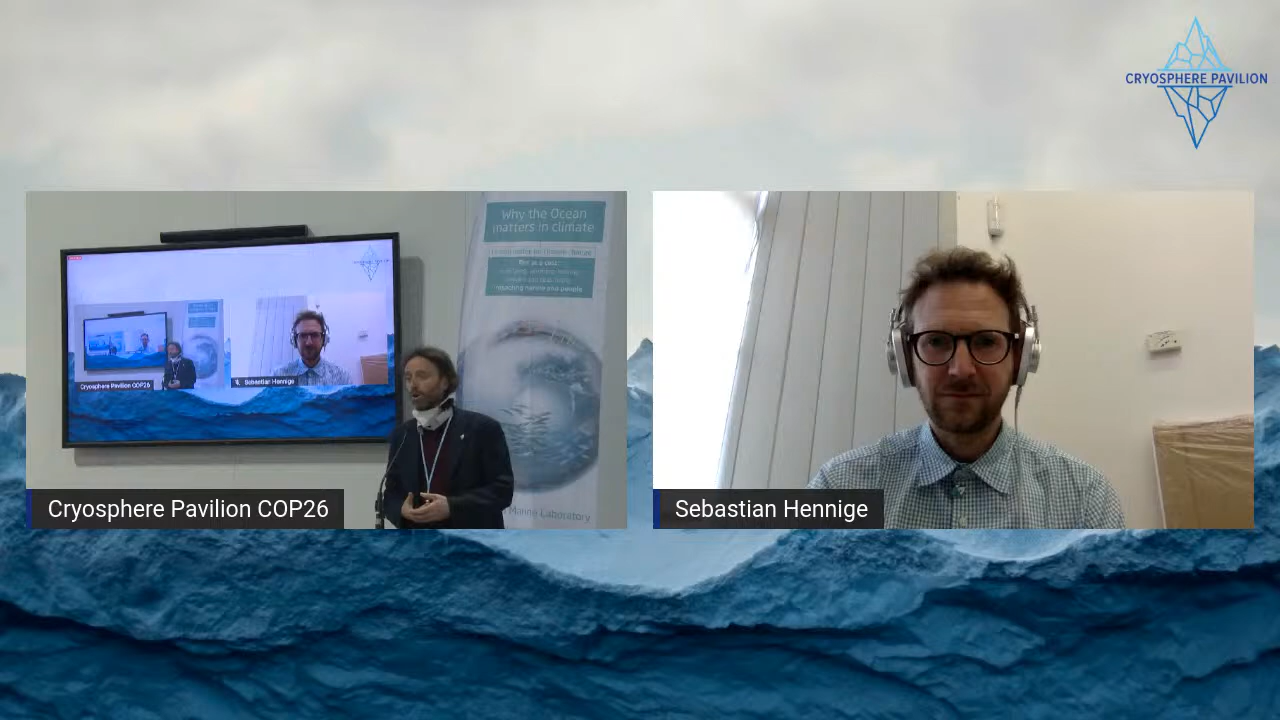 CRYOSPHERE PAVILION
Why the Ocean
matters in climate
Cryosphere Pavilion COP26
Sebastian Hennige
Cryosphere Pavilion COP26
Marine Laboratory
Sebastian Hennige